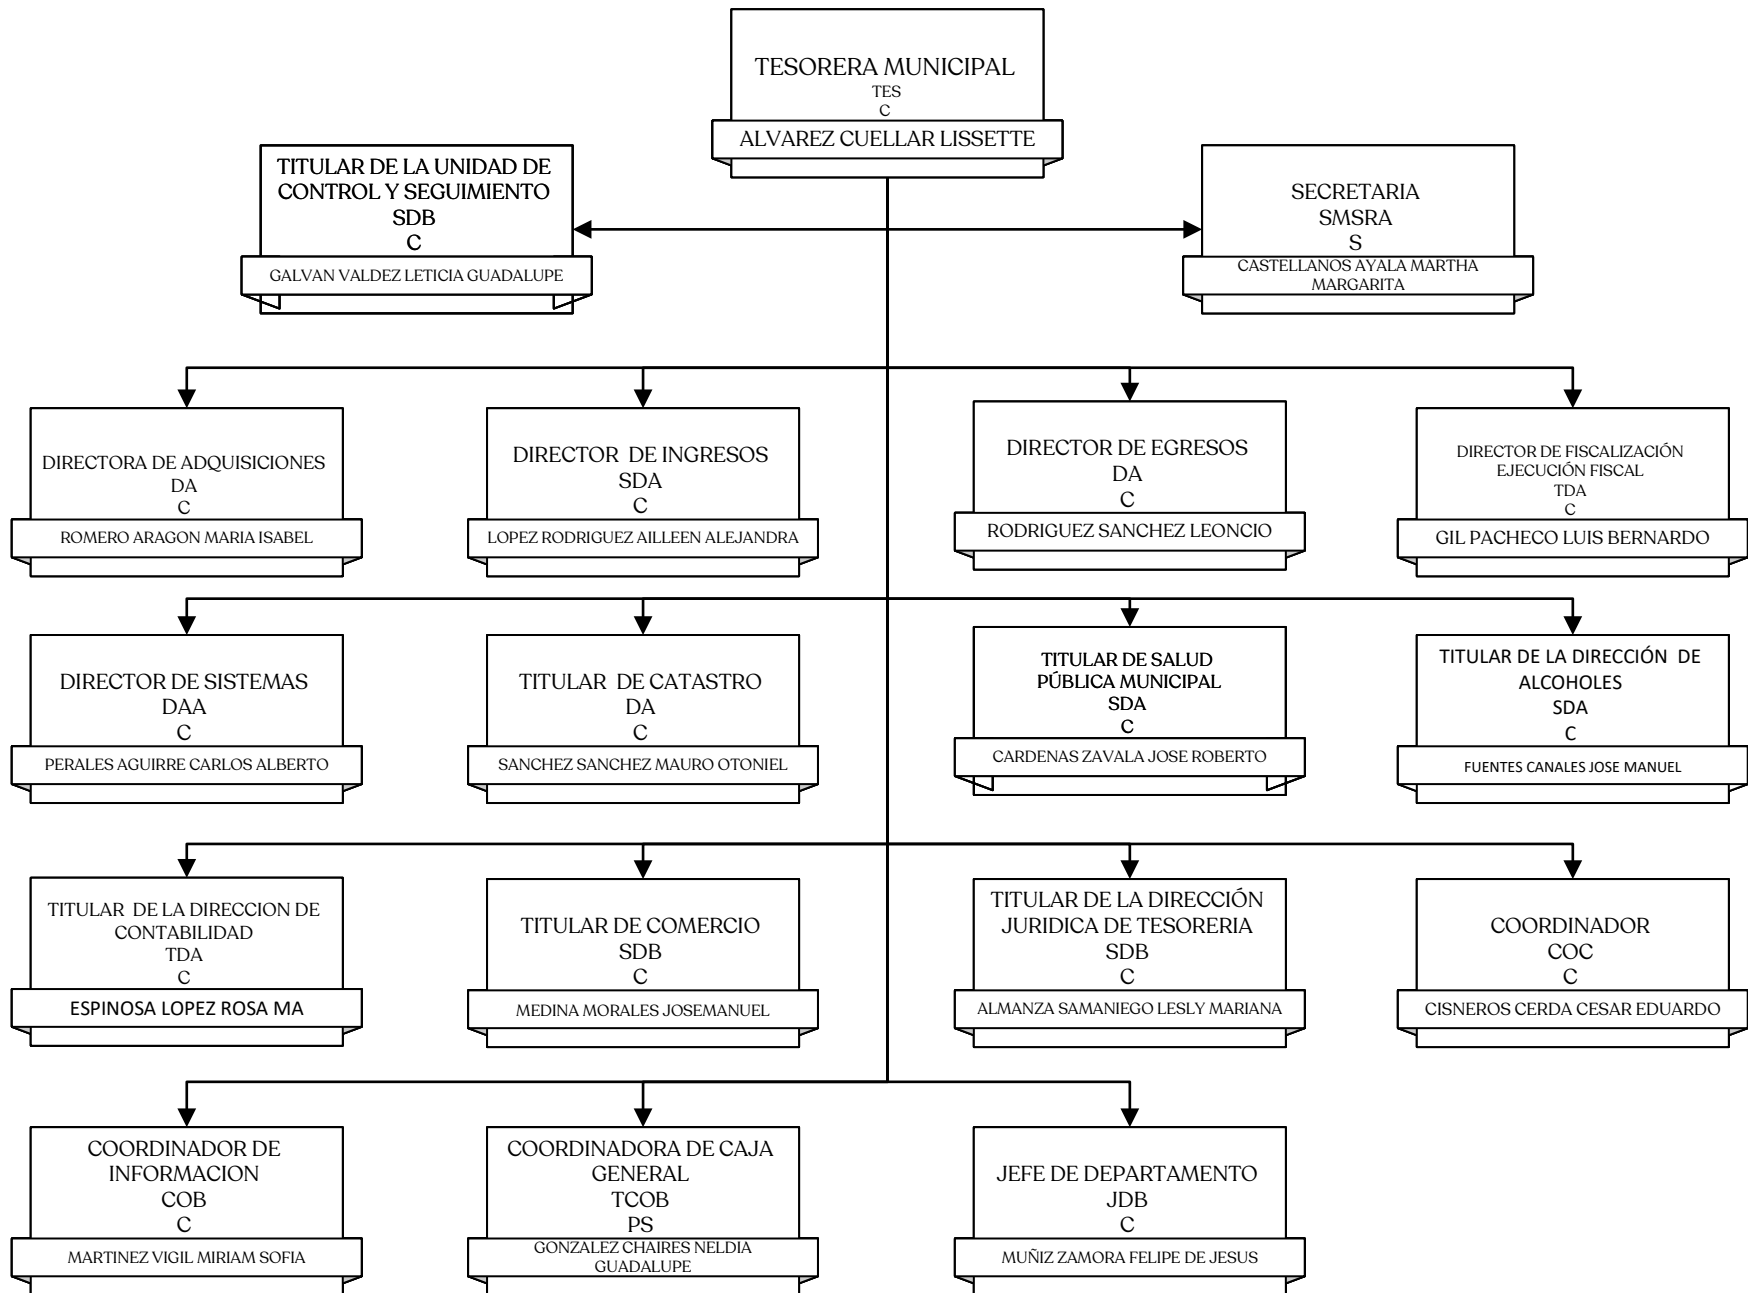 TESORERA MUNICIPAL
TES
C
ALVAREZ CUELLAR LISSETTE
TITULAR DE LA UNIDAD DE
CONTROL Y SEGUIMIENTO
SDB
C
GALVAN VALDEZ LETICIA GUADALUPE
SECRETARIA
SMSRA
S
CASTELLANOS AYALA MARTHA
MARGARITA
DIRECTORA DE ADQUISICIONES
DA
C
ROMERO ARAGON MARIA ISABEL
DIRECTOR DE INGRESOS
SDA
C
LOPEZ RODRIGUEZ AILLEEN ALEJANDRA
DIRECTOR DE EGRESOS
DA
C
RODRIGUEZ SANCHEZ LEONCIO
DIRECTOR DE FISCALIZACIÓN
EJECUCIÓN FISCAL
TDA
C
GIL PACHECO LUIS BERNARDO
DIRECTOR DE SISTEMAS
DAA
C
PERALES AGUIRRE CARLOS ALBERTO
TITULAR DE CATASTRO
DA
C
SANCHEZ SANCHEZ MAURO OTONIEL
TITULAR DE SALUD
PÚBLICA MUNICIPAL
SDA
C
CARDENAS ZAVALA JOSE ROBERTO
TITULAR DE LA DIRECCIÓN DE
ALCOHOLES
SDA
C
FUENTES CANALES JOSE MANUEL
TITULAR DE LA DIRECCION DE
CONTABILIDAD
TDA
C
ESPINOSA LOPEZ ROSA MA
TITULAR DE COMERCIO
SDB
C
MEDINA MORALES JOSEMANUEL
TITULAR DE LA DIRECCIÓN
JURIDICA DE TESORERIA
SDB
C
ALMANZA SAMANIEGO LESLY MARIANA
COORDINADOR
COC
C
CISNEROS CERDA CESAR EDUARDO
COORDINADOR DE
INFORMACION
COB
C
MARTINEZ VIGIL MIRIAM SOFIA
COORDINADORA DE CAJA
GENERAL
TCOB
PS
GONZALEZ CHAIRES NELDIA
GUADALUPE
JEFE DE DEPARTAMENTO
JDB
C
MUÑIZ ZAMORA FELIPE DE JESUS